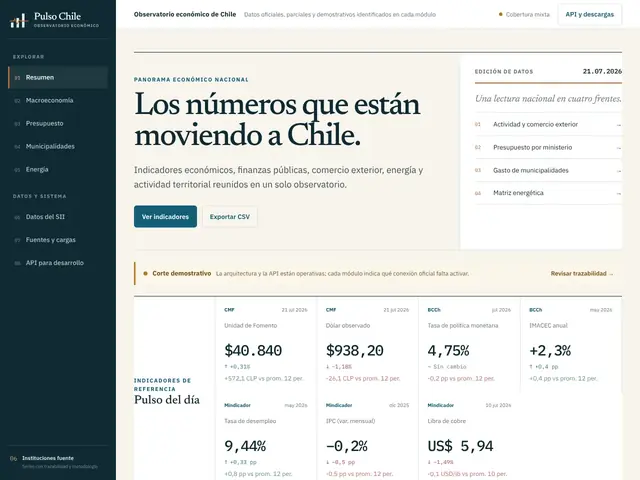 Pulso Chile
OBSERVATORIO ECONÓMICO
EXPLORAR
01 Resumen
02 Macroeconomía
03 Presupuesto
04 Municipalidades
05 Energía
DATOS Y SISTEMA
06 Datos del SII
07 Fuentes y cargas
08 API para desarrollo
06 Instituciones fuente
Series con trazabilidad y metodología
Observatorio económico de Chile
Datos oficiales, parciales y demostrativos identificados en cada módulo
Cobertura mixta
API y descargas
PANORAMA ECONÓMICO NACIONAL
Los números que están
moviendo a Chile.
Indicadores económicos, finanzas públicas, comercio exterior, energía y
actividad territorial reunidos en un solo observatorio.
Ver indicadores
Exportar CSV
EDICIÓN DE DATOS 21.07.2026
Una lectura nacional en cuatro frentes.
01 Actividad y comercio exterior →
02 Presupuesto por ministerio →
03 Gasto de municipalidades →
04 Matriz energética →
Corte demostrativo La arquitectura y la API están operativas; cada módulo indica qué conexión oficial falta activar.
Revisar trazabilidad →
INDICADORES DE
REFERENCIA
Pulso del día
CMF 21 jul 2026
Unidad de Fomento
$40.840
↑ +0,31%
+572,1 CLP vs prom. 12 per.
CMF 21 jul 2026
Dólar observado
$938,20
↓ −1,18%
-26,1 CLP vs prom. 12 per.
BCCh jul 2026
Tasa de política monetaria
4,75%
→ Sin cambio
-0,2 pp vs prom. 12 per.
BCCh may 2026
IMACEC anual
+2,3%
↑ +0,4 pp
+0,4 pp vs prom. 12 per.
Mindicador may 2026
Tasa de desempleo
9,44%
↑ +0,33 pp
+0,8 pp vs prom. 12 per.
Mindicador dic 2025
IPC (var. mensual)
−0,2%
↓ −0,5 pp
-0,5 pp vs prom. 12 per.
Mindicador 20 jul 2026
Libra de cobre
US$ 5,94
↓ −1,49%
-0,1 USD/lb vs prom. 10 per.